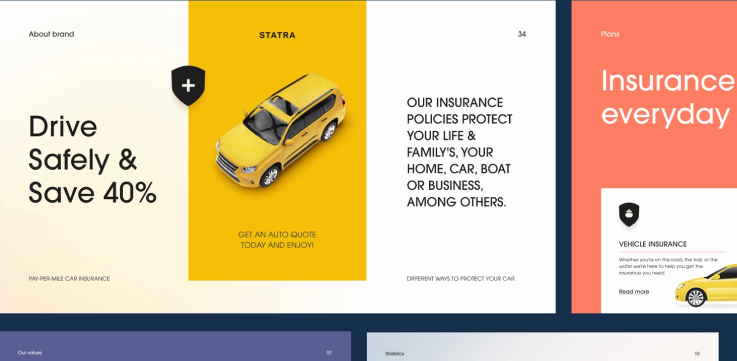 About brand
STATRA
34
Drive
Safely &
Save 40%
OUR INSURANCE
POLICIES PROTECT
YOUR LIFE &
FAMILY'S, YOUR
HOME, CAR, BOAT
OR BUSINESS,
AMONG OTHERS.
GET AN AUTO QUOTE
TODAY AND ENJOY!
PAY-PER-MILE CAR INSURANCE
DIFFERENT WAYS TO PROTECT YOUR CAR
Plans
Insurance
everyday
VEHICLE INSURANCE
Whether you're on the road, the trail, or the
water we're here to help you get the
insurance you need.
Read more
Our values
07
Statistics
10